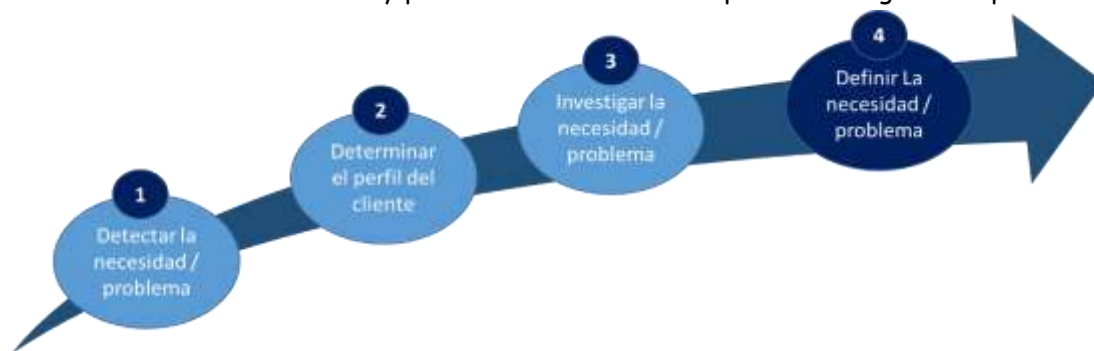 1
Detectar la
necesidad /
problema
2
Determinar
el perfil del
cliente
3
Investigar la
necesidad /
problema
4
Definir La
necesidad /
problema